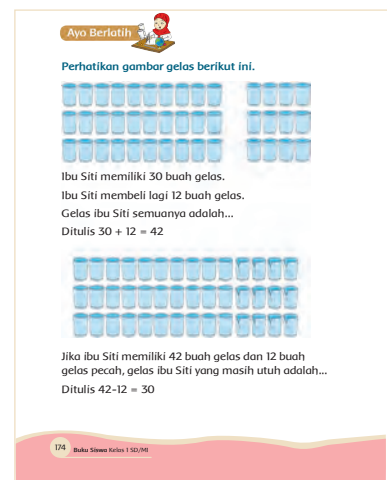 Ayo Berlatih
Perhatikan gambar gelas berikut ini.
Ibu Siti memiliki 30 buah gelas.
Ibu Siti membeli lagi 12 buah gelas.
Gelas ibu Siti semuanya adalah...
Ditulis 30 + 12 = 42
Jika ibu Siti memiliki 42 buah gelas dan 12 buah
gelas pecah, gelas ibu Siti yang masih utuh adalah...
Ditulis 42-12 = 30
174 Buku Siswa Kelas 1 SD/MI